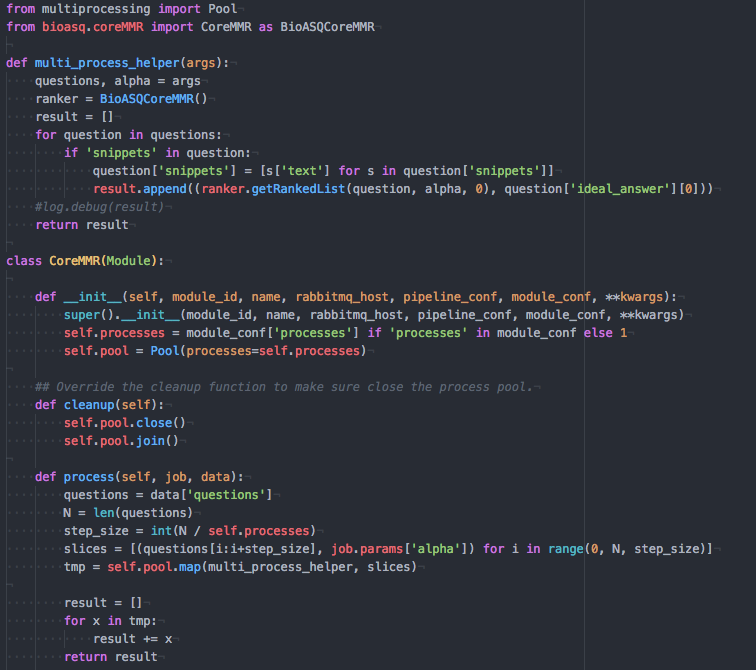 from multiprocessing import Pool
from bioasq.coreMMR import CoreMMR as BioASQCoreMMR
def multi_process_helper(args):
questions, alpha = args
ranker = BioASQCoreMMR()
result = []
for question in questions:
if 'snippets' in question:
question['snippets'] = [s['text'] for s in question['snippets']]
result.append((ranker.getRankedList(question, alpha, 0), question['ideal_answer'][0]))
#log.debug(result)
return result
class CoreMMR(Module):
def __init__(self, module_id, name, rabbitmq_host, pipeline_conf, module_conf, **kwargs):
super().__init__(module_id, name, rabbitmq_host, pipeline_conf, module_conf, **kwargs)
self.processes = module_conf['processes'] if 'processes' in module_conf else 1
self.pool = Pool(processes=self.processes)
## Override the cleanup function to make sure close the process pool.
def cleanup(self):
self.pool.close()
self.pool.join()
def process(self, job, data):
questions = data['questions']
N = len(questions)
step_size = int(N / self.processes)
slices = [(questions[i:i+step_size], job.params['alpha']) for i in range(0, N, step_size)]
tmp = self.pool.map(multi_process_helper, slices)
result = []
for x in tmp:
result += x
return result